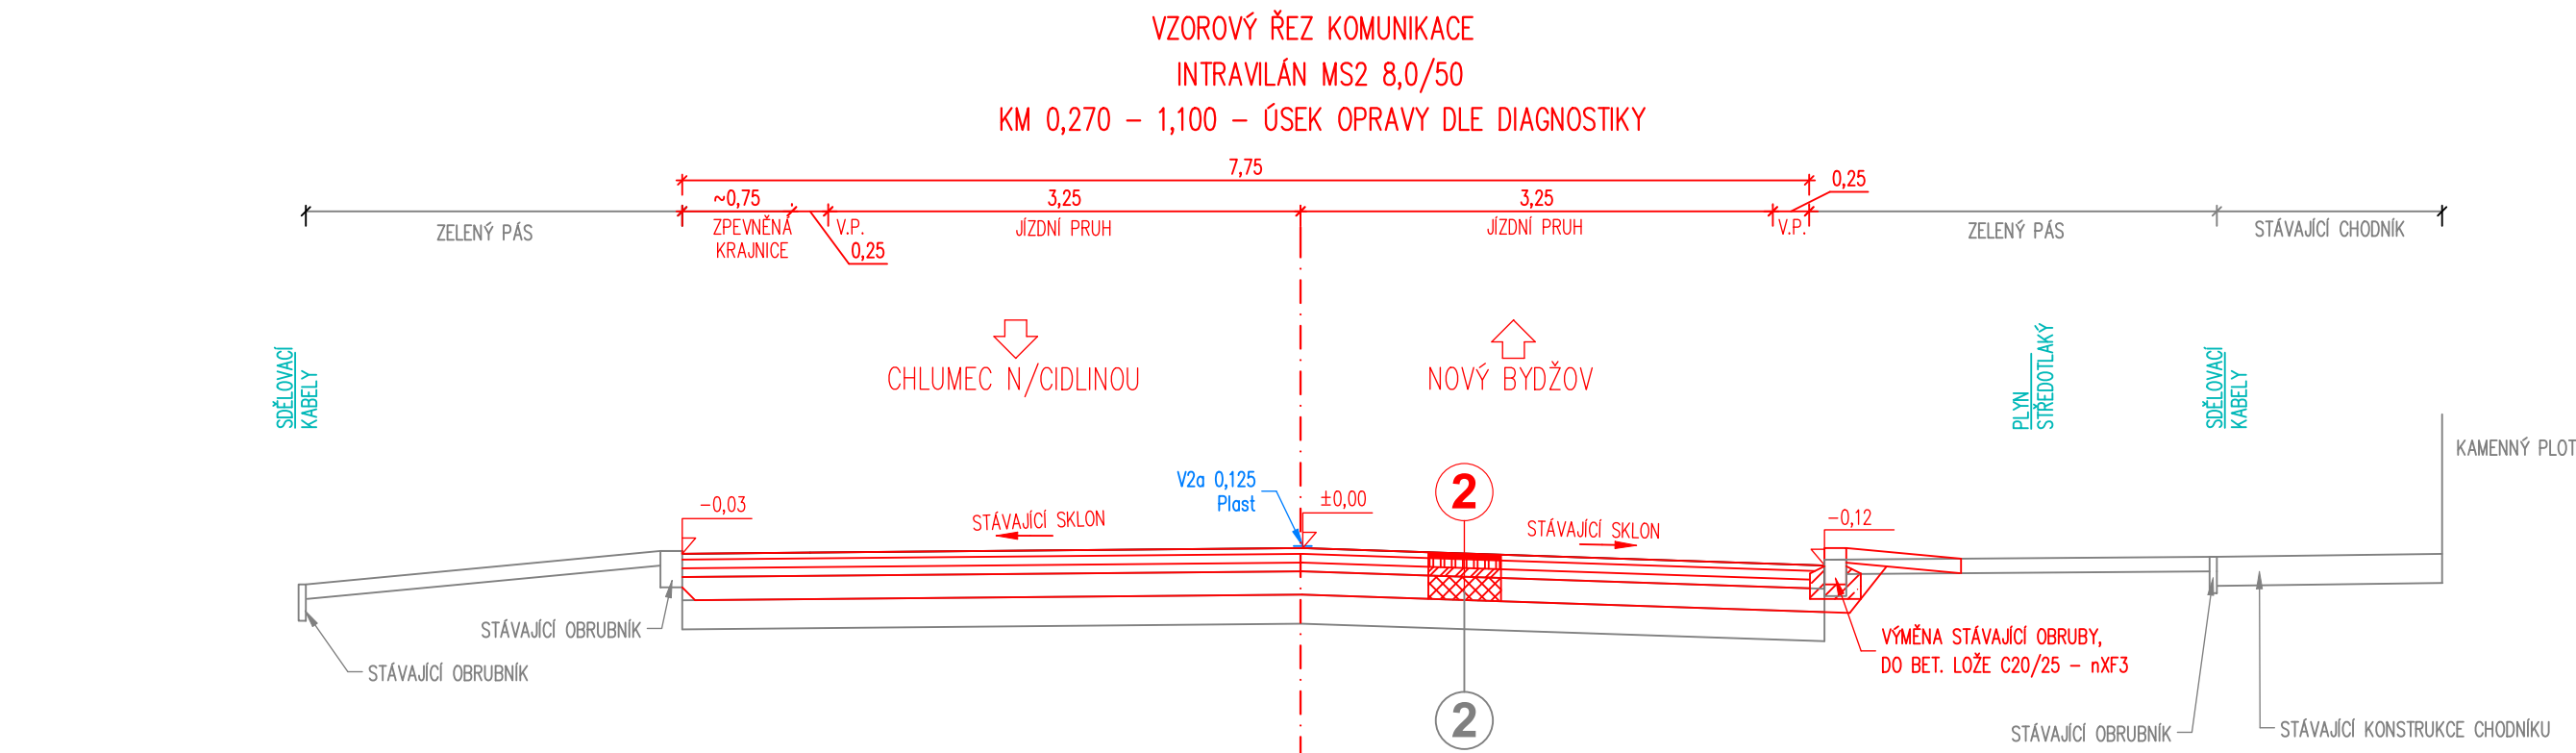 VZOROVÝ ŘEZ KOMUNIKACE
INTRAVILÁN MS2 8,0/50
KM 0,270 – 1,100 – ÚSEK OPRAVY DLE DIAGNOSTIKY
7,75
~0,75
3,25
3,25
0,25
ZELENÝ PÁS
ZPEVNĚNÁ
KRAJNICE
V.P.
0,25
JÍZDNÍ PRUH
JÍZDNÍ PRUH
V.P.
ZELENÝ PÁS
STÁVAJÍCÍ CHODNÍK
SDĚLOVACÍ
KABELY
CHLUMEC N/CIDLINOU
NOVÝ BYDŽOV
PLYN
STŘEDOTLAKÝ
SDĚLOVACÍ
KABELY
KAMENNÝ PLOT
V2a 0,125
Plast
±0,00
2
-0,03
STÁVAJÍCÍ SKLON
STÁVAJÍCÍ SKLON
-0,12
STÁVAJÍCÍ OBRUBNÍK
STÁVAJÍCÍ OBRUBNÍK
VÝMĚNA STÁVAJÍCÍ OBRUBY,
DO BET. LOŽE C20/25 – nXF3
2
STÁVAJÍCÍ OBRUBNÍK
STÁVAJÍCÍ KONSTRUKCE CHODNÍKU